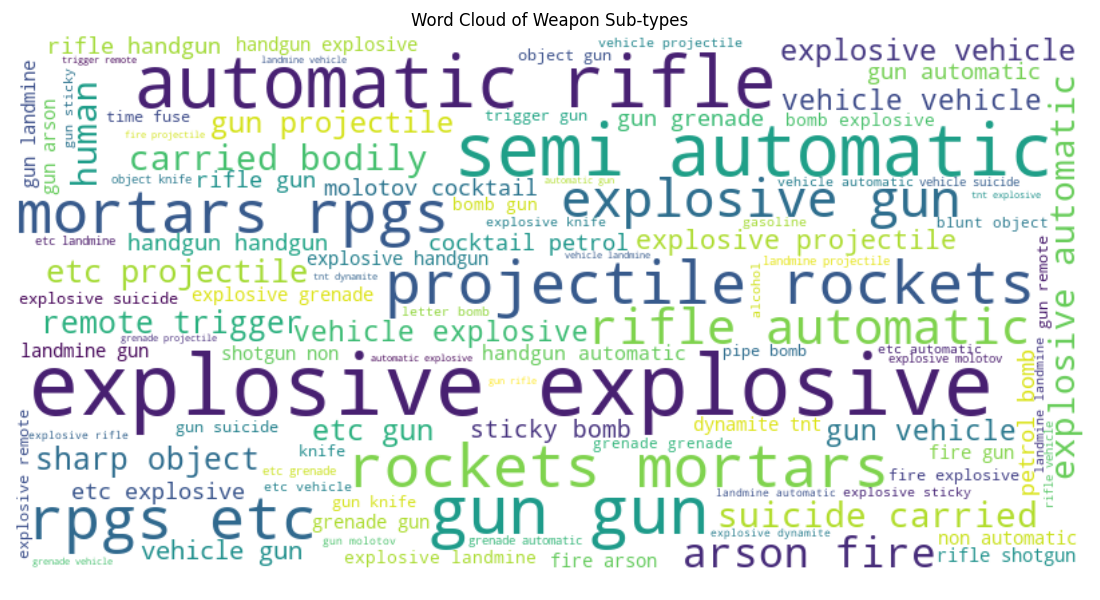 Word Cloud of Weapon Sub-types
rifle handgun
handgun explosive
object gun
vehicle projectile
explosive vehicle
trigger remote
landmine vehicle
automatic rifle
gun automatic
gun landmine
gun arson
gun sticky
human
time fuse
gun projectile
trigger gun
gun grenade
bomb explosive
vehicle vehicle
fire projectile
carried bodily
semi automatic
explosive automatic
object knife
rifle gun
molotov cocktail
automatic gun
vehicle automatic
vehicle suicide
tnt explosive
mortars rpgs
bomb gun
explosive gun
explosive knife
gasoline
blunt object
etc landmine
handgun handgun
cocktail petrol
explosive projectile
explosive handgun
vehicle landmine
landmine projectile
gun remote
etc projectile
tnt dynamite
projectile rockets
alcohol
explosive suicide
explosive grenade
letter bomb
remote trigger
grenade projectile
vehicle explosive
rifle automatic
landmine gun
shotgun non
automatic explosive
handgun automatic
pipe bomb
etc automatic
explosive molotov
petrol bomb
landmine landmine
explosive explosive
gun rifle
explosive remote
explosive rifle
gun suicide
etc gun
sticky bomb
dynamite tnt
gun vehicle
sharp object
knife
grenade grenade
fire gun
etc grenade
rockets mortars
fire explosive
rifle vehicle
etc explosive
etc vehicle
gun knife
landmine automatic
explosive sticky
rpgs etc
grenade gun
gun gun
suicide carried
vehicle gun
gun molotov
grenade automatic
explosive dynamite
non automatic
grenade vehicle
explosive landmine
fire arson
arson fire
rifle shotgun